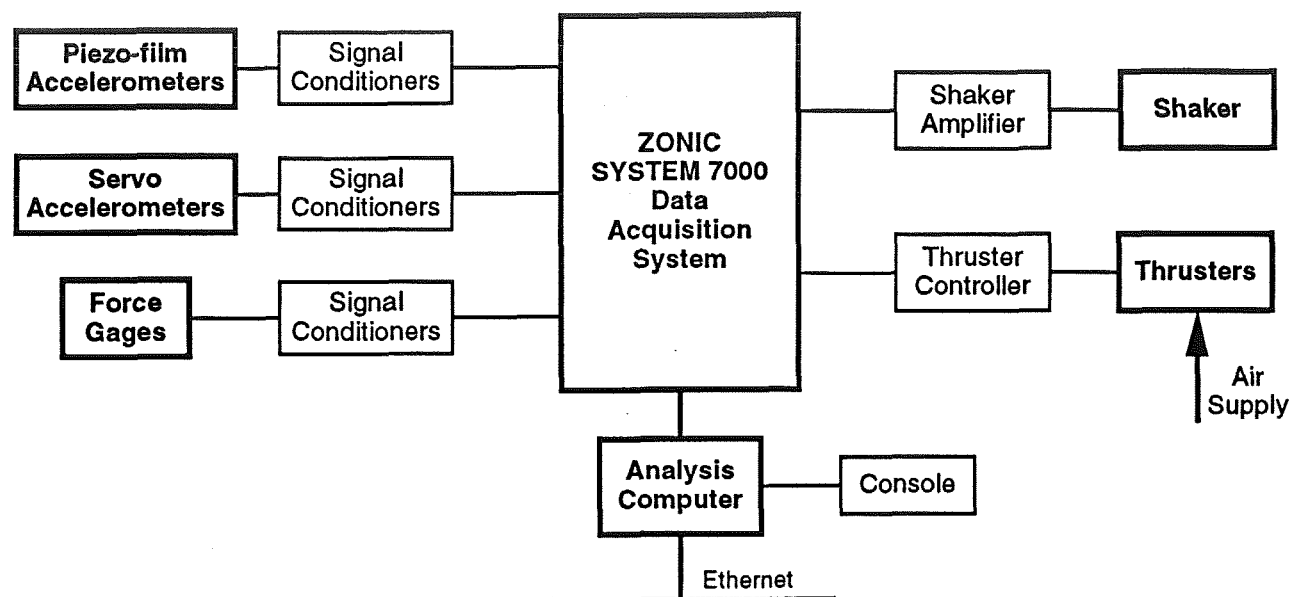 Piezo-film
Accelerometers
Signal
Conditioners
Servo
Accelerometers
Signal
Conditioners
Force
Gages
Signal
Conditioners
ZONIC
SYSTEM 7000
Data
Acquisition
System
Shaker
Amplifier
Shaker
Thruster
Controller
Thrusters
Air
Supply
Analysis
Computer
Console
Ethernet